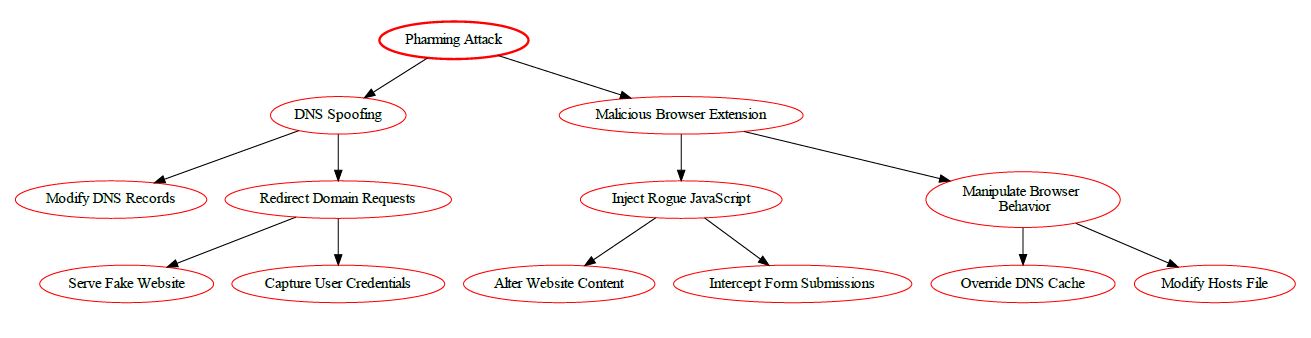 Pharming Attack
DNS Spoofing
Malicious Browser Extension
Modify DNS Records
Redirect Domain Requests
Inject Rogue JavaScript
Manipulate Browser
Behavior
Serve Fake Website
Capture User Credentials
Alter Website Content
Intercept Form Submissions
Override DNS Cache
Modify Hosts File